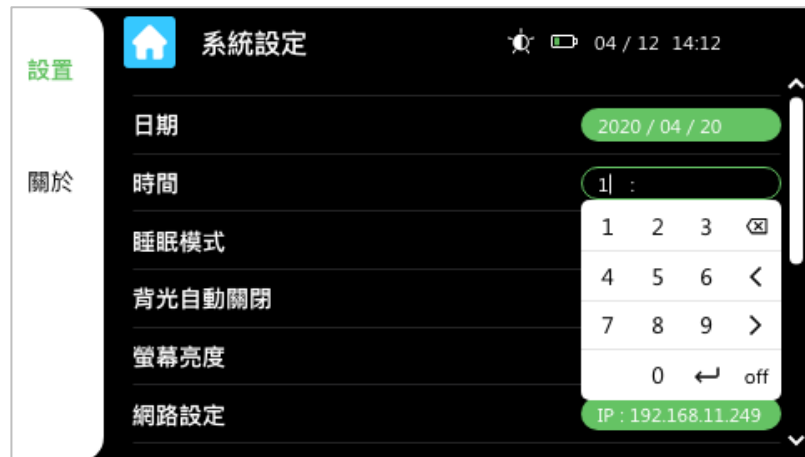 系統設定
04 / 12 14:12
設置
關於
日期
2020 / 04 / 20
時間
1 :
睡眠模式
背光自動關閉
螢幕亮度
網路設定
IP : 192.168.11.249
1 2 3
4 5 6 <
7 8 9 >
0 off